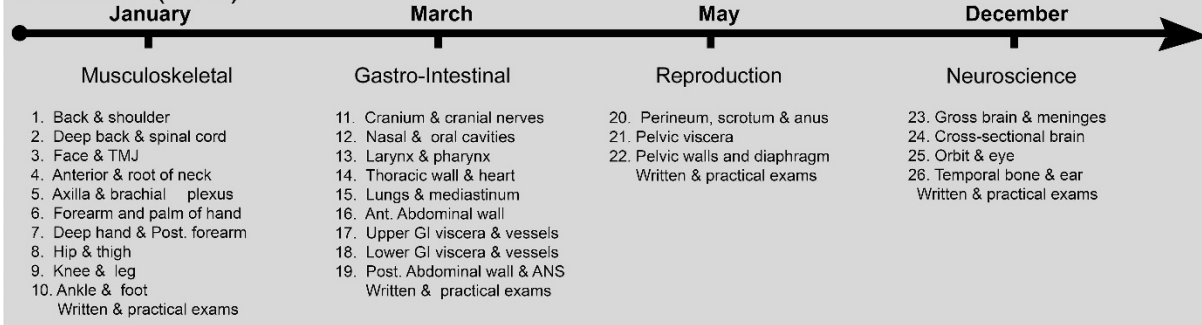 January
Musculoskeletal
1. Back & shoulder
2. Deep back & spinal cord
3. Face & TMJ
4. Anterior & root of neck
5. Axilla & brachial plexus
6. Forearm and palm of hand
7. Deep hand & Post. forearm
8. Hip & thigh
9. Knee & leg
10. Ankle & foot
Written & practical exams
March
Gastro-Intestinal
11. Cranium & cranial nerves
12. Nasal & oral cavities
13. Larynx & pharynx
14. Thoracic wall & heart
15. Lungs & mediastinum
16. Ant. Abdominal wall
17. Upper GI viscera & vessels
18. Lower GI viscera & vessels
19. Post. Abdominal wall & ANS
Written & practical exams
May
Reproduction
20. Perineum, scrotum & anus
21. Pelvic viscera
22. Pelvic walls and diaphragm
Written & practical exams
December
Neuroscience
23. Gross brain & meninges
24. Cross-sectional brain
25. Orbit & eye
26. Temporal bone & ear
Written & practical exams